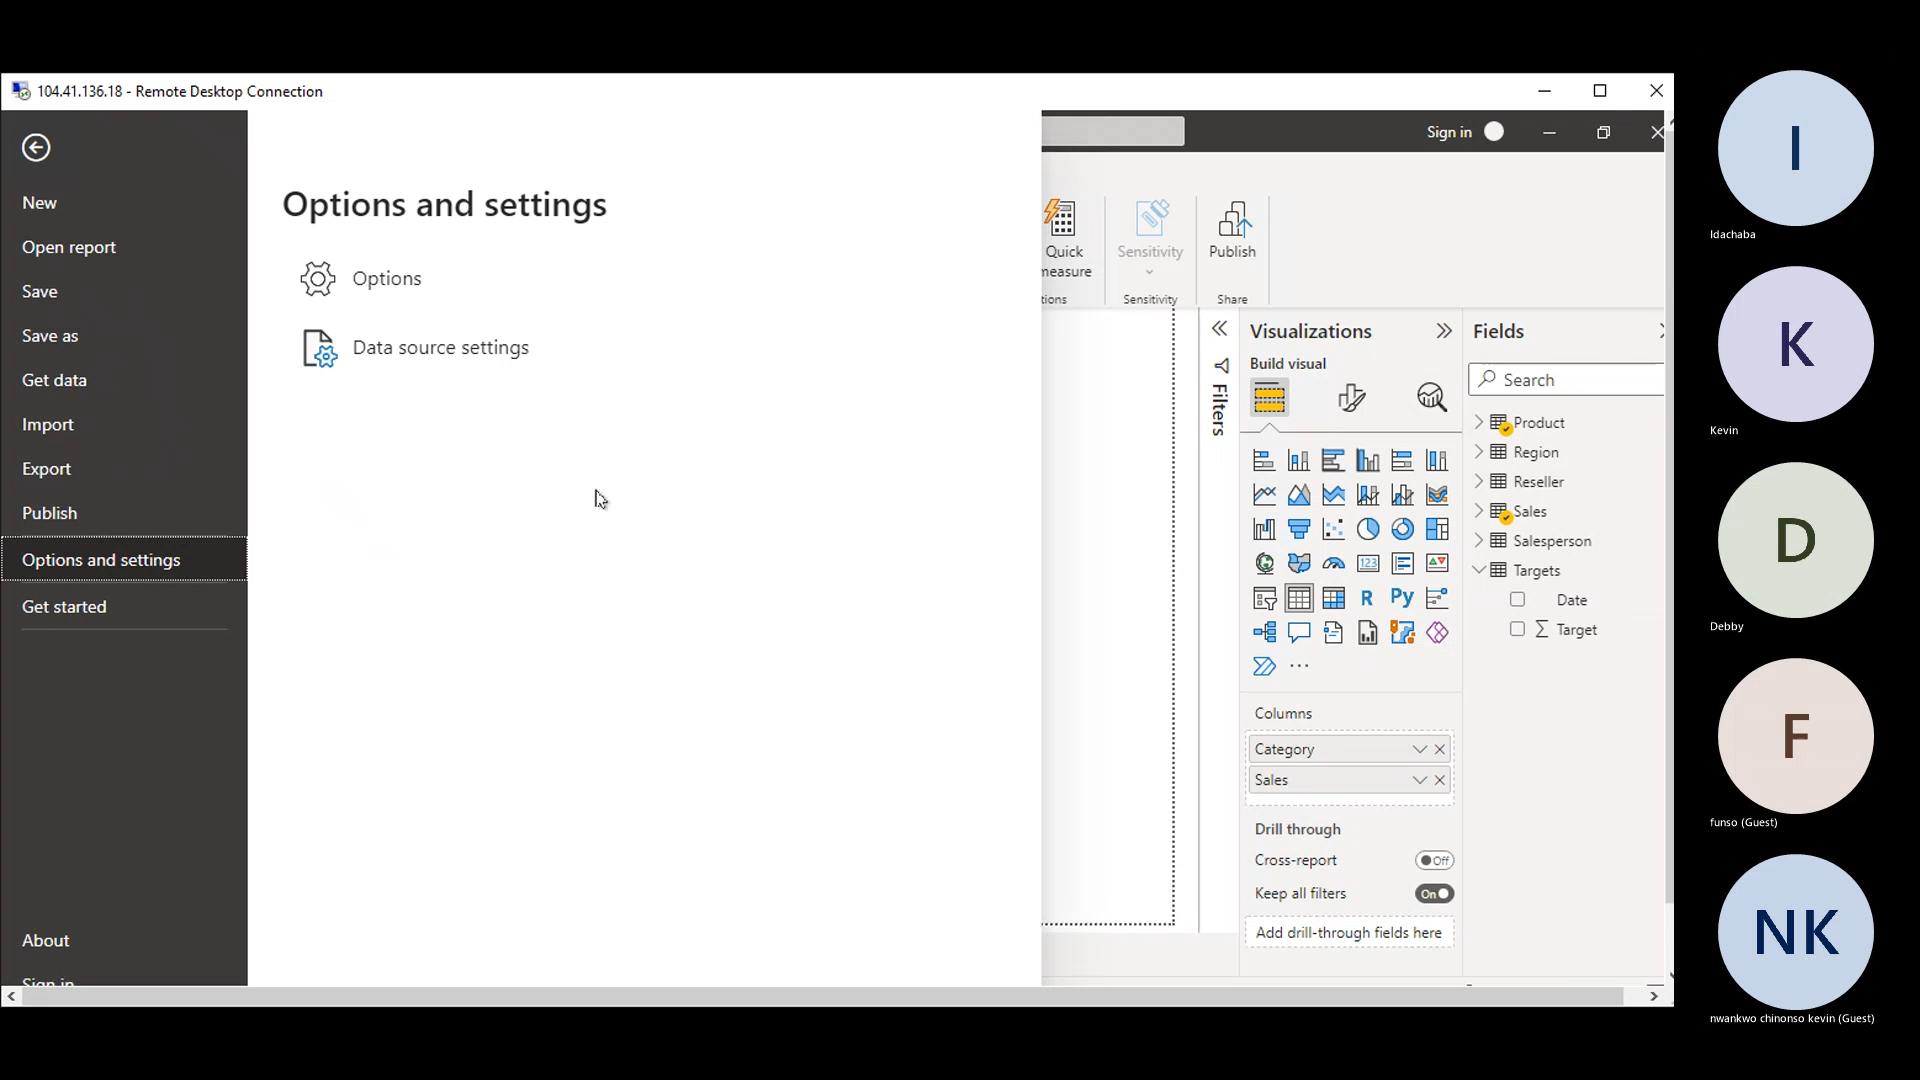 104.41.136.18 - Remote Desktop Connection
Sign in
New
Open report
Save
Save as
Get data
Import
Export
Publish
Options and settings
Get started
About
Sign in
Options and settings
Options
Data source settings
Quick
measure
Sensitivity
Publish
tions
Sensitivity
Share
Filters
Visualizations
Build visual
123
R
Py
Columns
Category
Sales
Drill through
Cross-report
Off
Keep all filters
On
Add drill-through fields here
Fields
Search
Product
Region
Reseller
Sales
Salesperson
Targets
Date
Σ Target
I
Idachaba
K
Kevin
D
Debby
F
funso (Guest)
NK
nwankwo chinonso kevin (Guest)